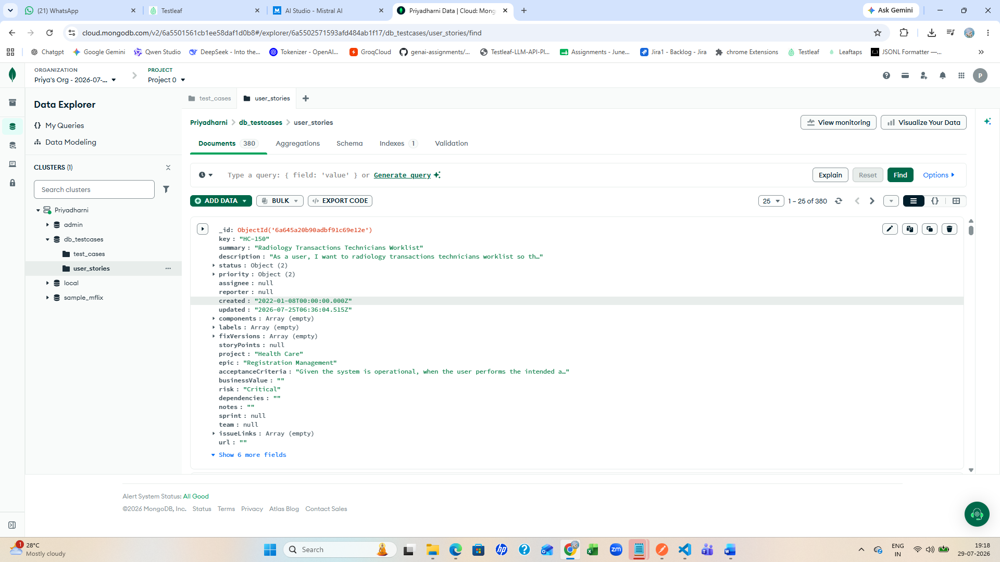 (21) WhatsApp
Testleaf
AI Studio - Mistral AI
Priyadharni Data | Cloud: Mong
Ask Gemini
cloud.mongodb.com/v2/6a5501561cb1ee58daf1d0b8#/explorer/6a5502571593afd484ab1f17/db_testcases/user_stories/find
Chatgpt
Google Gemini
Qwen Studio
DeepSeek - Into the...
Tokenizer - OpenAI...
GroqCloud
genai-assignments/...
Testleaf-LLM-API-Pl...
Assignments - June...
Jira1 - Backlog - Jira
chrome Extensions
Testleaf
Leaftaps
JSONL Formatter —...
ORGANIZATION
Priya's Org - 2026-07-...
PROJECT
Project 0
P
Data Explorer
My Queries
Data Modeling
CLUSTERS (1)
Search clusters
Priyadharni
admin
db_testcases
test_cases
user_stories
local
sample_mflix
test_cases
user_stories
Priyadharni > db_testcases > user_stories
View monitoring
Visualize Your Data
Documents 380
Aggregations
Schema
Indexes 1
Validation
Type a query: { field: 'value' } or Generate query
Explain
Reset
Find
Options
ADD DATA
BULK
EXPORT CODE
25
1 – 25 of 380
_id: ObjectId('6a645a20b90adbf91c69e12e')
key : "HC-150"
summary : "Radiology Transactions Technicians Worklist"
description : "As a user, I want to radiology transactions technicians worklist so th…"
status : Object (2)
priority : Object (2)
assignee : null
reporter : null
created : "2022-01-08T00:00:00.000Z"
updated : "2026-07-25T06:36:04.515Z"
components : Array (empty)
labels : Array (empty)
fixVersions : Array (empty)
storyPoints : null
project : "Health Care"
epic : "Registration Management"
acceptanceCriteria : "Given the system is operational, when the user performs the intended a…"
businessValue : ""
risk : "Critical"
dependencies : ""
notes : ""
sprint : null
team : null
issueLinks : Array (empty)
url : ""
Show 6 more fields
Alert System Status: All Good
©2026 MongoDB, Inc.
Status
Terms
Privacy
Atlas Blog
Contact Sales
1
28°C
Mostly cloudy
Search
hp
zm
ENG
IN
19:18
29-07-2026